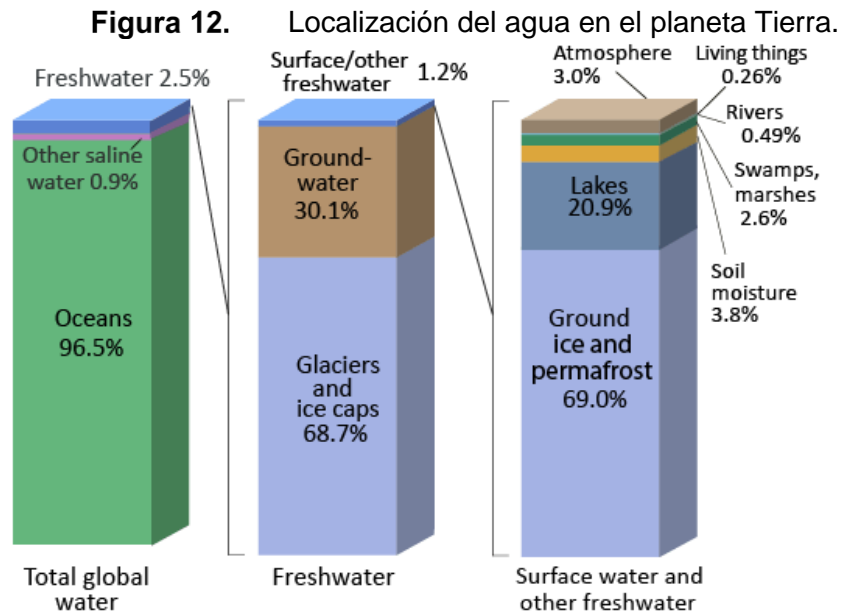 Figura 12. Localización del agua en el planeta Tierra.
Freshwater 2.5%
Other saline
water 0.9%
Oceans
96.5%
Total global
water
Surface/other
freshwater 1.2%
Ground-
water
30.1%
Glaciers
and
ice caps
68.7%
Freshwater
Atmosphere
3.0%
Living things
0.26%
Rivers
0.49%
Swamps,
marshes
2.6%
Soil
moisture
3.8%
Lakes
20.9%
Ground
ice and
permafrost
69.0%
Surface water and
other freshwater